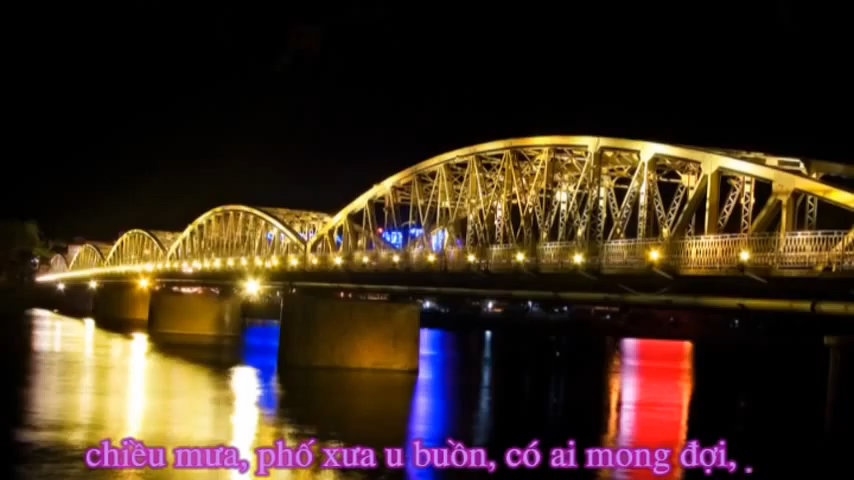 chiều mưa, phố xưa u buồn, có ai mong đợi, .